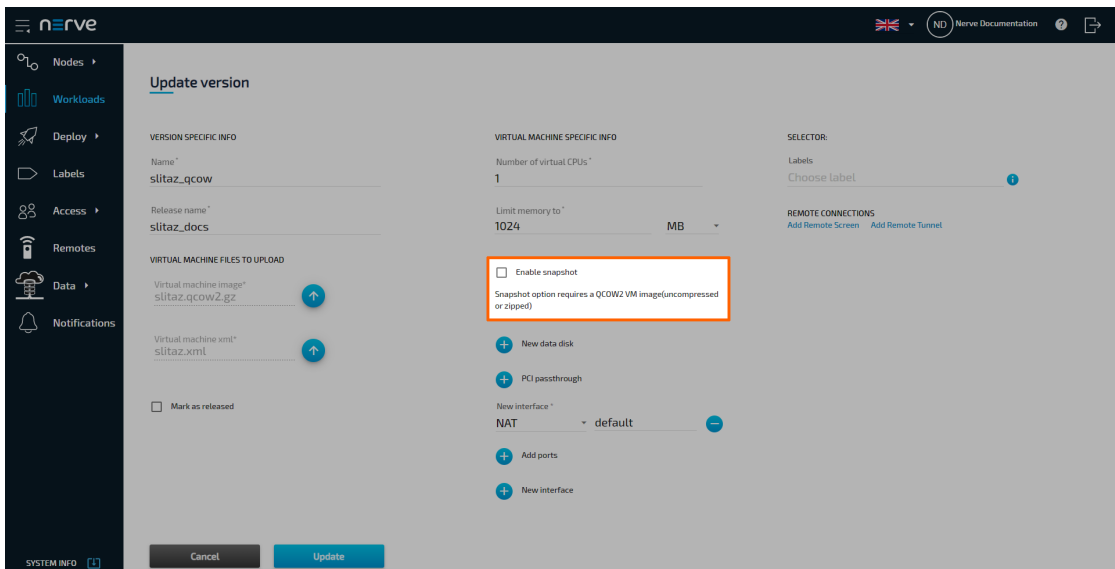 nerve
ND Nerve Documentation
Nodes
Workloads
Deploy
Labels
Access
Remotes
Data
Notifications
SYSTEM INFO
Update version
VERSION SPECIFIC INFO
Name*
slitaz_qcow
Release name*
slitaz_docs
VIRTUAL MACHINE FILES TO UPLOAD
Virtual machine image*
slitaz.qcow2.gz
Virtual machine xml*
slitaz.xml
Mark as released
VIRTUAL MACHINE SPECIFIC INFO
Number of virtual CPUs*
1
Limit memory to*
1024 MB
Enable snapshot
Snapshot option requires a QCOW2 VM image(uncompressed
or zipped)
New data disk
PCI passthrough
New interface*
NAT default
Add ports
New interface
SELECTOR:
Labels
Choose label
REMOTE CONNECTIONS
Add Remote Screen Add Remote Tunnel
Cancel Update